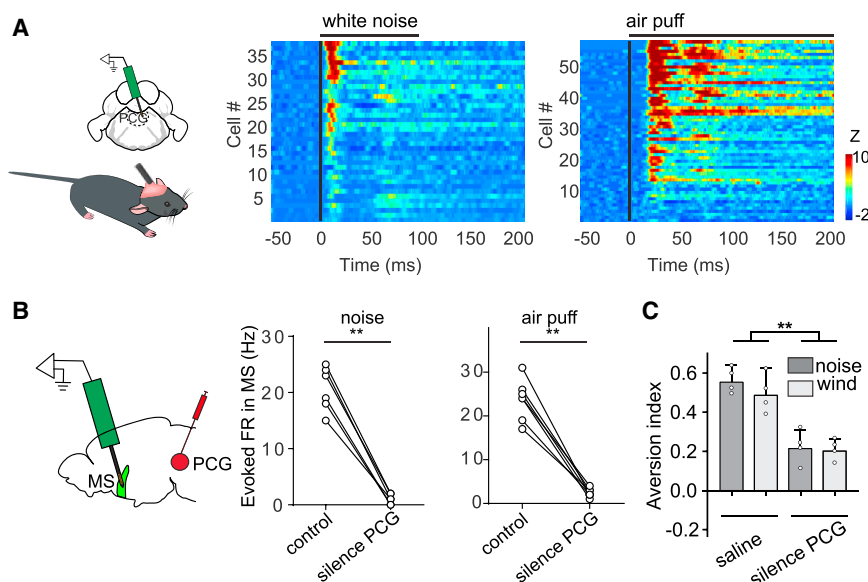 A
white noise
air puff
PCG
Cell #
35
30
25
20
15
10
5
-50 0 50 100 150 200
Time (ms)
Cell #
50
40
30
20
10
-50 0 50 100 150 200
Time (ms)
Z
10
-2
B
MS
PCG
noise
**
Evoked FR in MS (Hz)
30
20
10
0
control
silence PCG
air puff
**
30
20
10
0
control
silence PCG
C
**
noise
wind
Aversion index
0.6
0.4
0.2
0.0
-0.2
saline
silence PCG